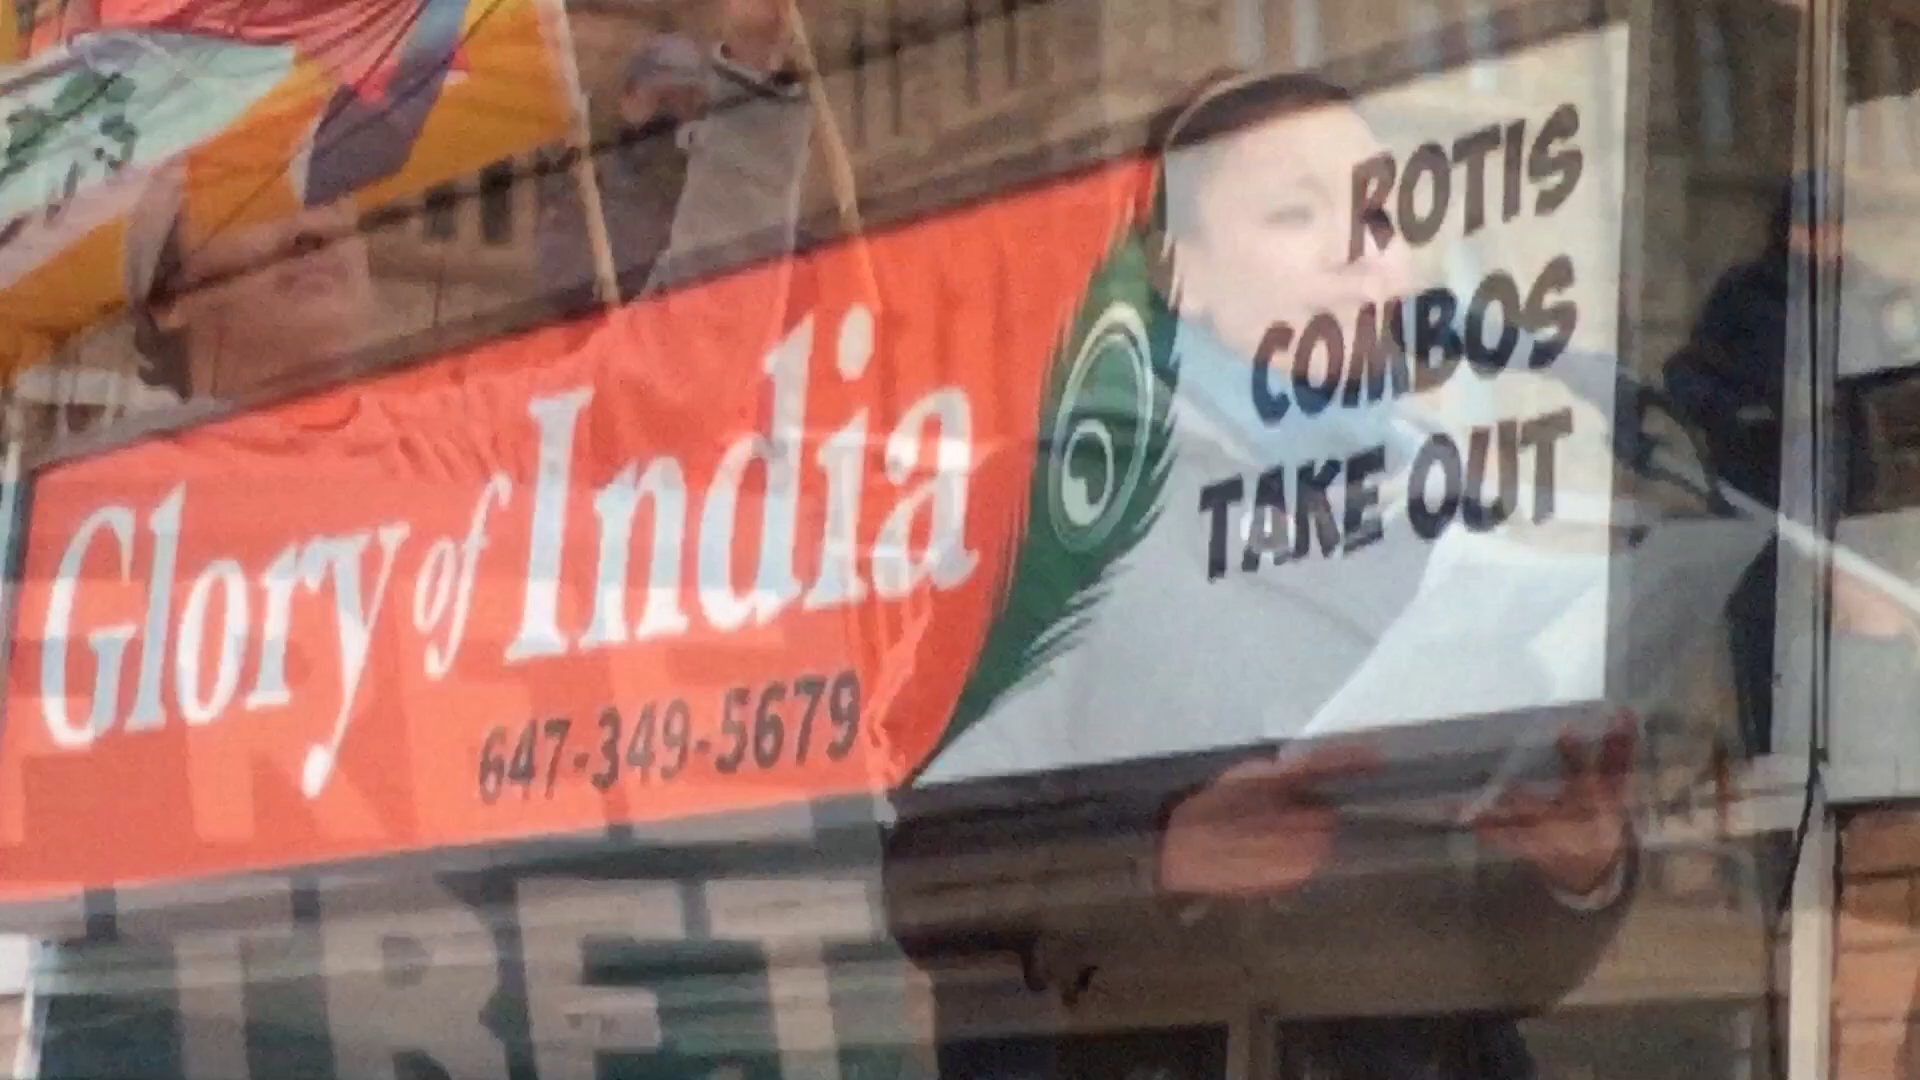 Glory of India
647-349-5679
ROTIS
COMBOS
TAKE OUT